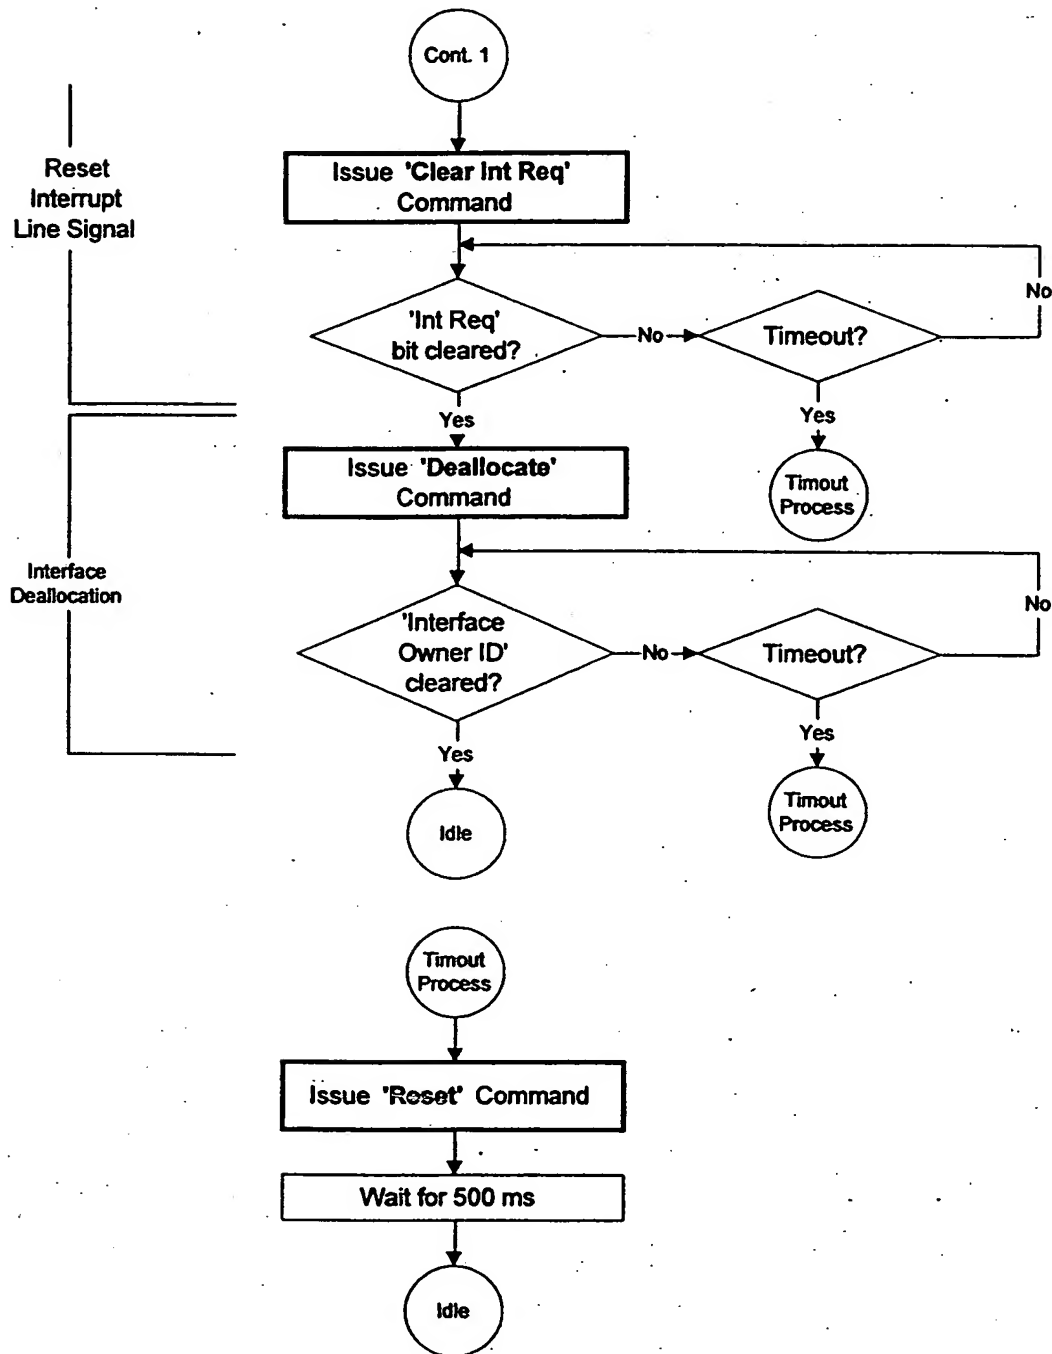 Cont. 1
Reset
Interrupt
Line Signal
Issue 'Clear Int Req'
Command
No
'Int Req'
bit cleared?
No
Timeout?
Yes
Yes
Issue 'Deallocate'
Command
Timout
Process
Interface
Deallocation
No
'Interface
Owner ID'
cleared?
No
Timeout?
Yes
Yes
Idle
Timout
Process
Timout
Process
Issue 'Reset' Command
Wait for 500 ms
Idle